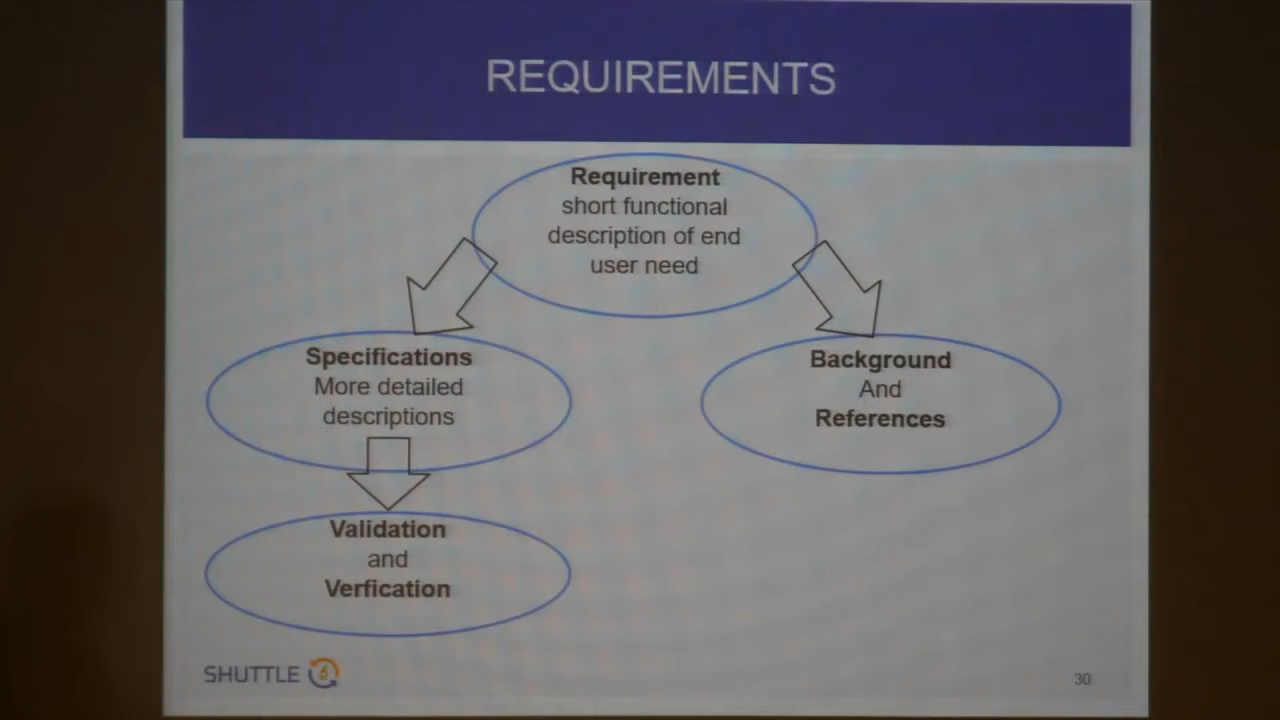 REQUIREMENTS
Requirement
short functional
description of end
user need
Specifications
More detailed
descriptions
Background
And
References
Validation
and
Verfication
SHUTTLE 6
30